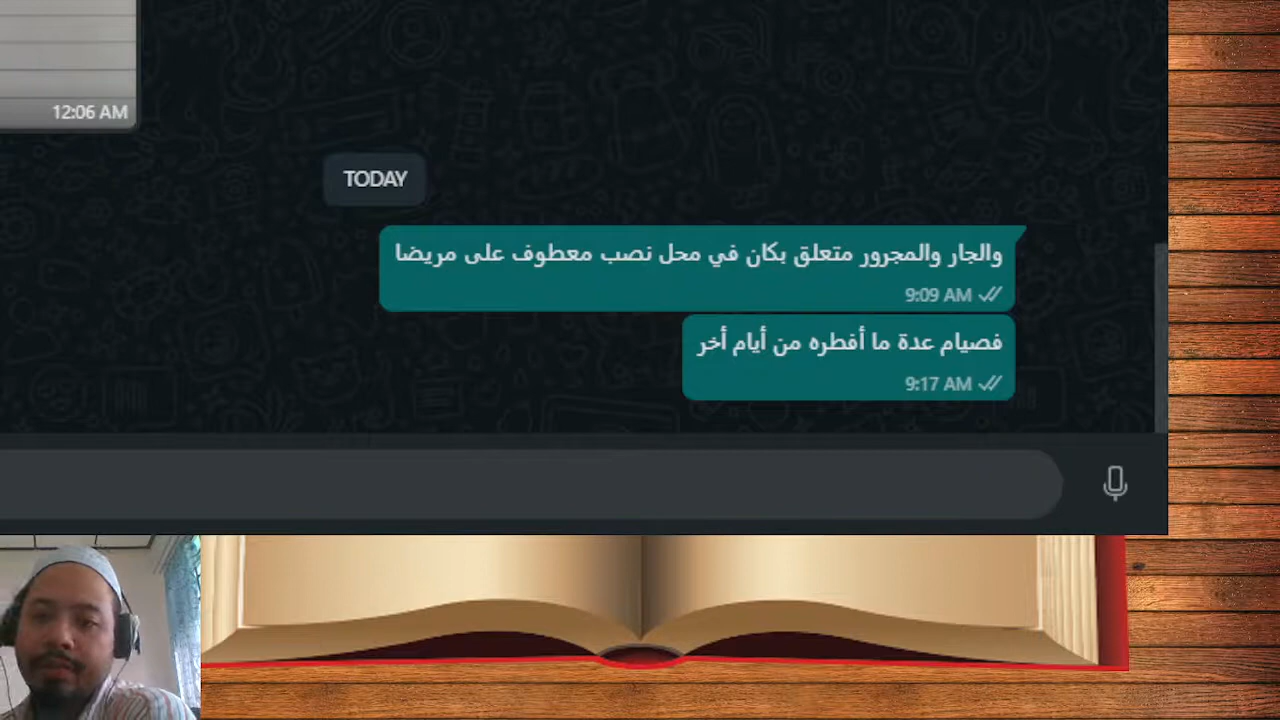 12:06 AM
TODAY
والجار والمجرور متعلق بكان في محل نصب معطوف على مريضا
9:09 AM
فصيام عدة ما أفطره من أيام أخر
9:17 AM